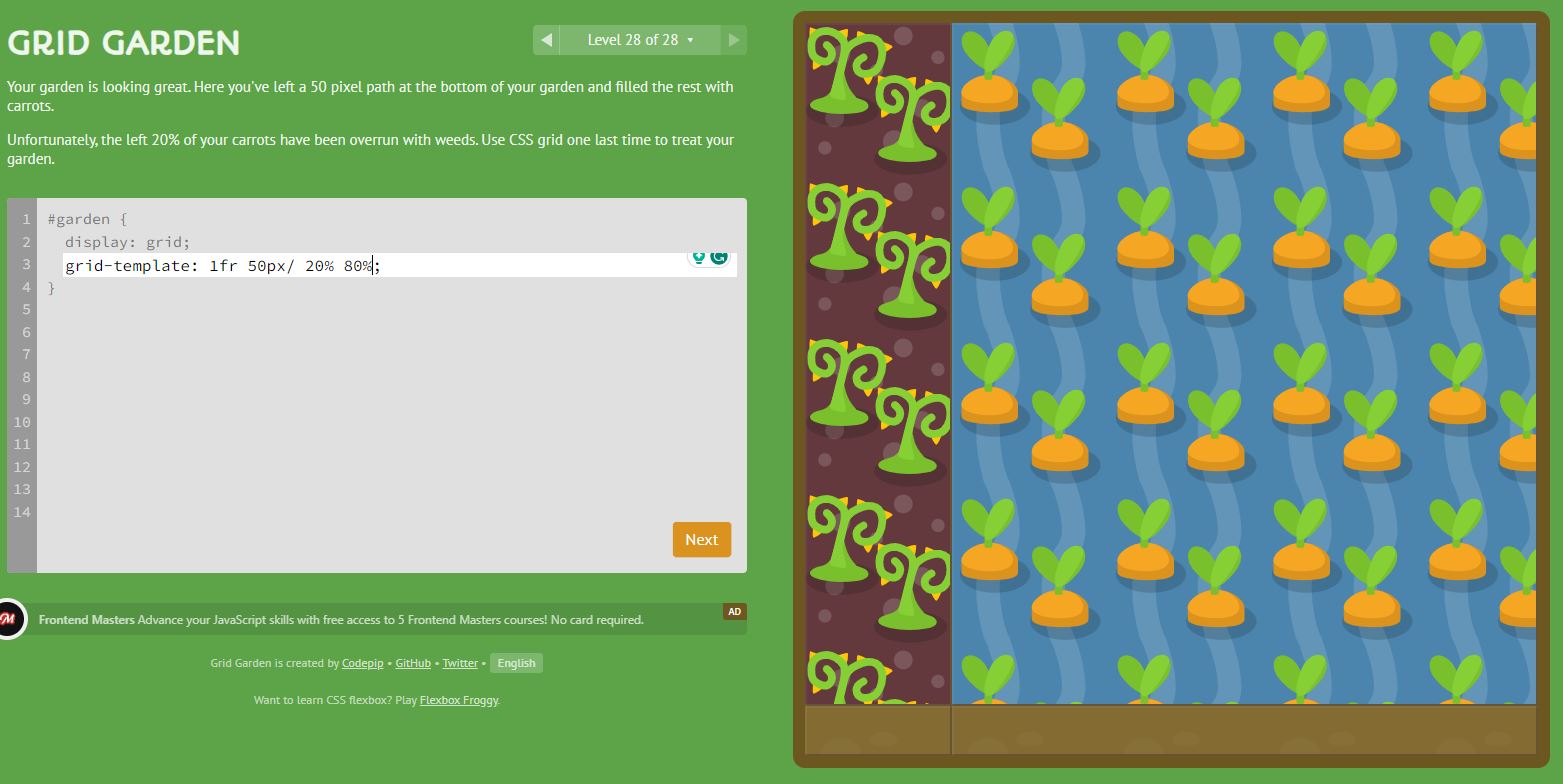 GRID GARDEN
Level 28 of 28
Your garden is looking great. Here you've left a 50 pixel path at the bottom of your garden and filled the rest with
carrots.
Unfortunately, the left 20% of your carrots have been overrun with weeds. Use CSS grid one last time to treat your
garden.
1 #garden {
2 display: grid;
3 grid-template: 1fr 50px/ 20% 80%;
4 }
5
6
7
8
9
10
11
12
13
14
Next
M Frontend Masters Advance your JavaScript skills with free access to 5 Frontend Masters courses! No card required. AD
Grid Garden is created by Codepip • GitHub • Twitter • English
Want to learn CSS flexbox? Play Flexbox Froggy.